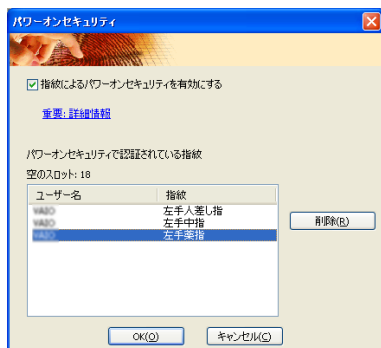 パワーオンセキュリティ
指紋によるパワーオンセキュリティを有効にする
重要: 詳細情報
パワーオンセキュリティで認証されている指紋
空のスロット: 18
ユーザー名 指紋
左手人差し指
左手中指
左手薬指
削除(R)
OK(O) キャンセル(C)